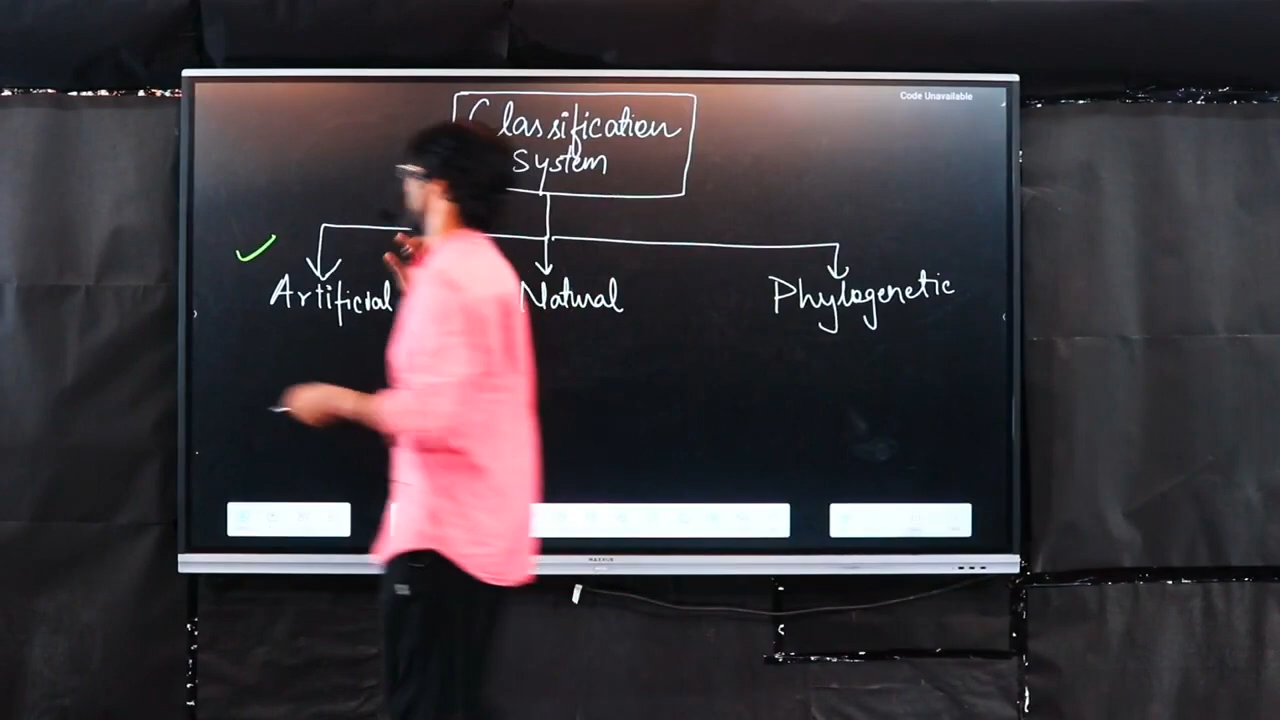 Code Unavailable
Classification
System
Artificial
Natural
Phylogenetic